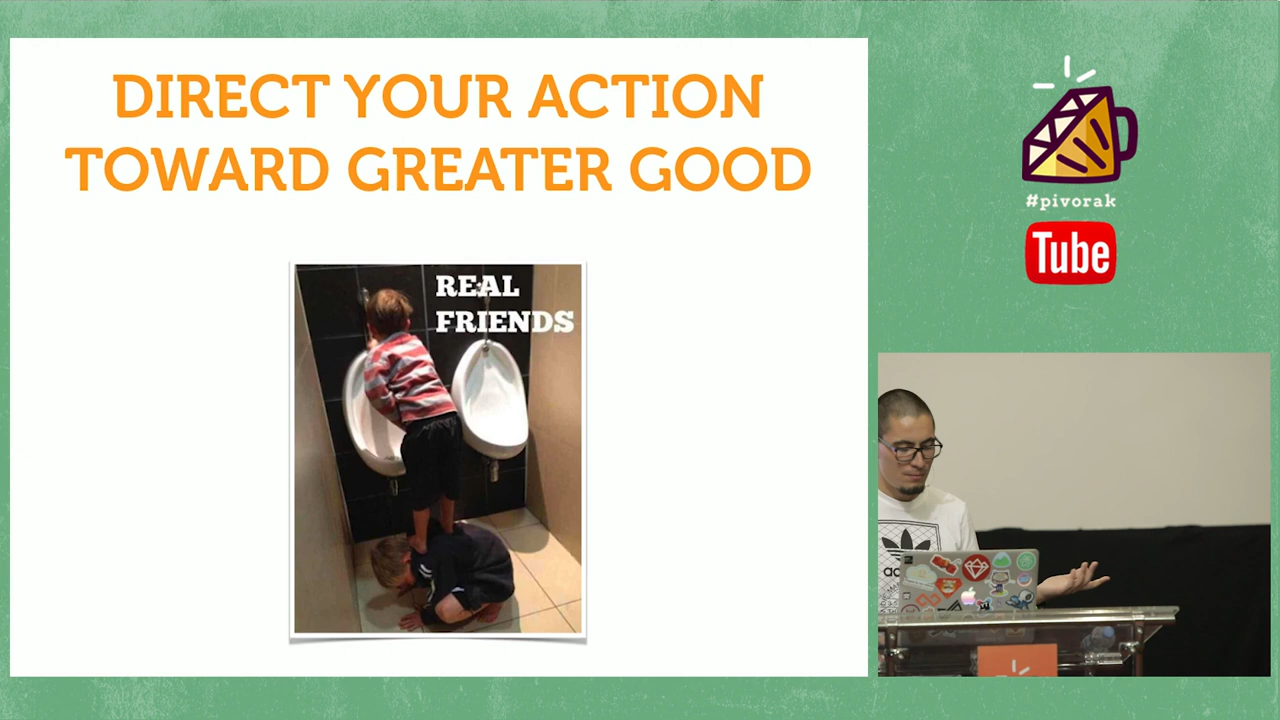 DIRECT YOUR ACTION
TOWARD GREATER GOOD
REAL
FRIENDS
#pivorak
Tube